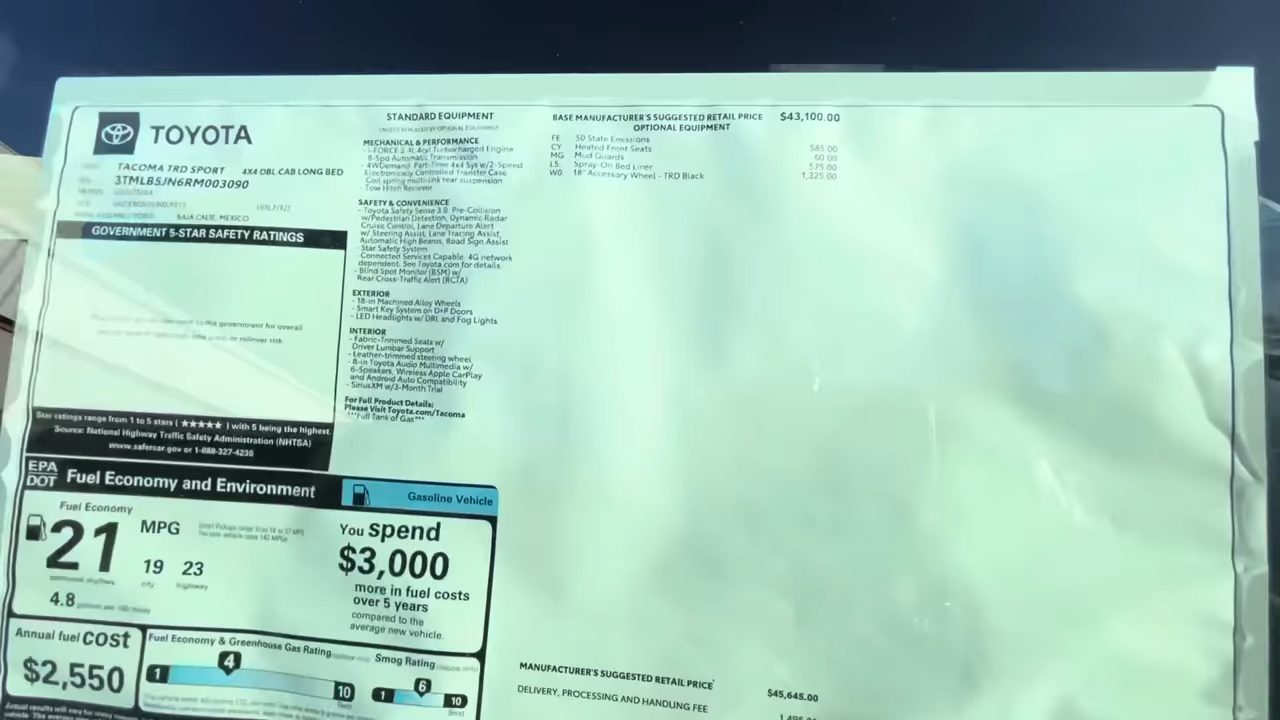 TOYOTA
TACOMA TRD SPORT 4X4 DBL CAB LONG BED
3TMLB5JN6RM003090
BAJA CALIF, MEXICO
GOVERNMENT 5-STAR SAFETY RATINGS
to the government for overall
rollover risk.
Star ratings range from 1 to 5 stars ( ★★★★★ ) with 5 being the highest.
Source: National Highway Traffic Safety Administration (NHTSA)
www.safercar.gov or 1-888-327-4236
STANDARD EQUIPMENT
MECHANICAL & PERFORMANCE
- i-FORCE 2.4L 4cyl Turbocharged Engine
8-Spd Automatic Transmission
- 4WDemand: Part-Time 4x4 Sys w/2-Speed
Electronically Controlled Transfer Case
Coil spring multi-link rear suspension
- Tow Hitch Receiver
SAFETY & CONVENIENCE
- Toyota Safety Sense 3.0: Pre-Collision
w/Pedestrian Detection, Dynamic Radar
Cruise Control, Lane Departure Alert
w/ Steering Assist, Lane Tracing Assist,
Automatic High Beams, Road Sign Assist
- Star Safety System
- Connected Services Capable. 4G network
dependent. See Toyota.com for details
- Blind Spot Monitor (BSM) w/
Rear Cross-Traffic Alert (RCTA)
EXTERIOR
- 18-in Machined Alloy Wheels
- Smart Key System on D+P Doors
- LED Headlights w/ DRL and Fog Lights
INTERIOR
- Fabric-Trimmed Seats w/
Driver Lumbar Support
- Leather-trimmed steering wheel
- 8-in Toyota Audio Multimedia w/
6-Speakers, Wireless Apple CarPlay
and Android Auto Compatibility
- SiriusXM w/3-Month Trial
For Full Product Details:
Please Visit Toyota.com/Tacoma
***Full Tank of Gas***
BASE MANUFACTURER'S SUGGESTED RETAIL PRICE $43,100.00
OPTIONAL EQUIPMENT
FE 50 State Emissions
CY Heated Front Seats 585.00
MG Mud Guards 60.00
LS Spray-On Bed Liner 575.00
W0 18" Accessory Wheel - TRD Black 1,325.00
EPA
DOT
Fuel Economy and Environment
Gasoline Vehicle
Fuel Economy
21 MPG
19 23
city highway
4.8
You spend
$3,000
more in fuel costs
over 5 years
compared to the
average new vehicle.
Annual fuel cost
$2,550
Fuel Economy & Greenhouse Gas Rating
1 4 10
Best
Smog Rating
1 6 10
Best
MANUFACTURER'S SUGGESTED RETAIL PRICE $45,645.00
DELIVERY, PROCESSING AND HANDLING FEE